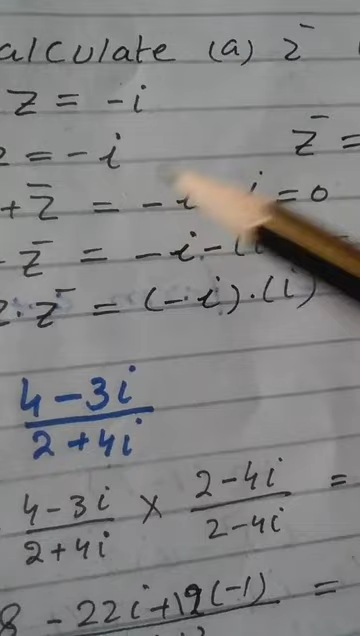 alculate (a) z̄
z = -i
z = -i z̄ =
+ z̄ = -i i = 0
- z̄ = -i - (i
z · z̄ = (-i) · (i)
4 - 3i / 2 + 4i
4 - 3i / 2 + 4i × 2 - 4i / 2 - 4i =
8 - 22i + 12(-1) =